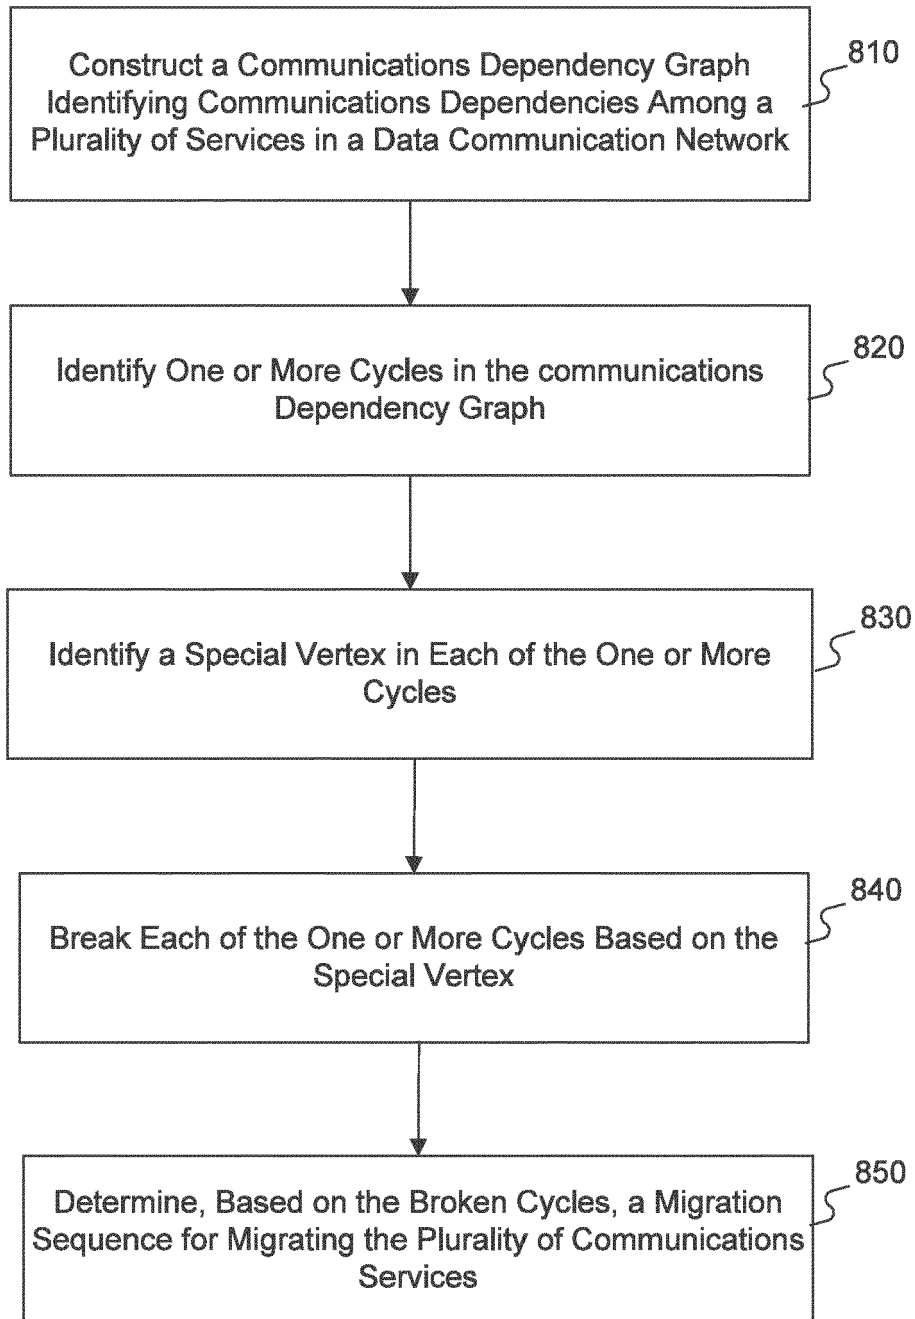 810
Construct a Communications Dependency Graph
Identifying Communications Dependencies Among a
Plurality of Services in a Data Communication Network
820
Identify One or More Cycles in the communications
Dependency Graph
830
Identify a Special Vertex in Each of the One or More
Cycles
840
Break Each of the One or More Cycles Based on the
Special Vertex
850
Determine, Based on the Broken Cycles, a Migration
Sequence for Migrating the Plurality of Communications
Services